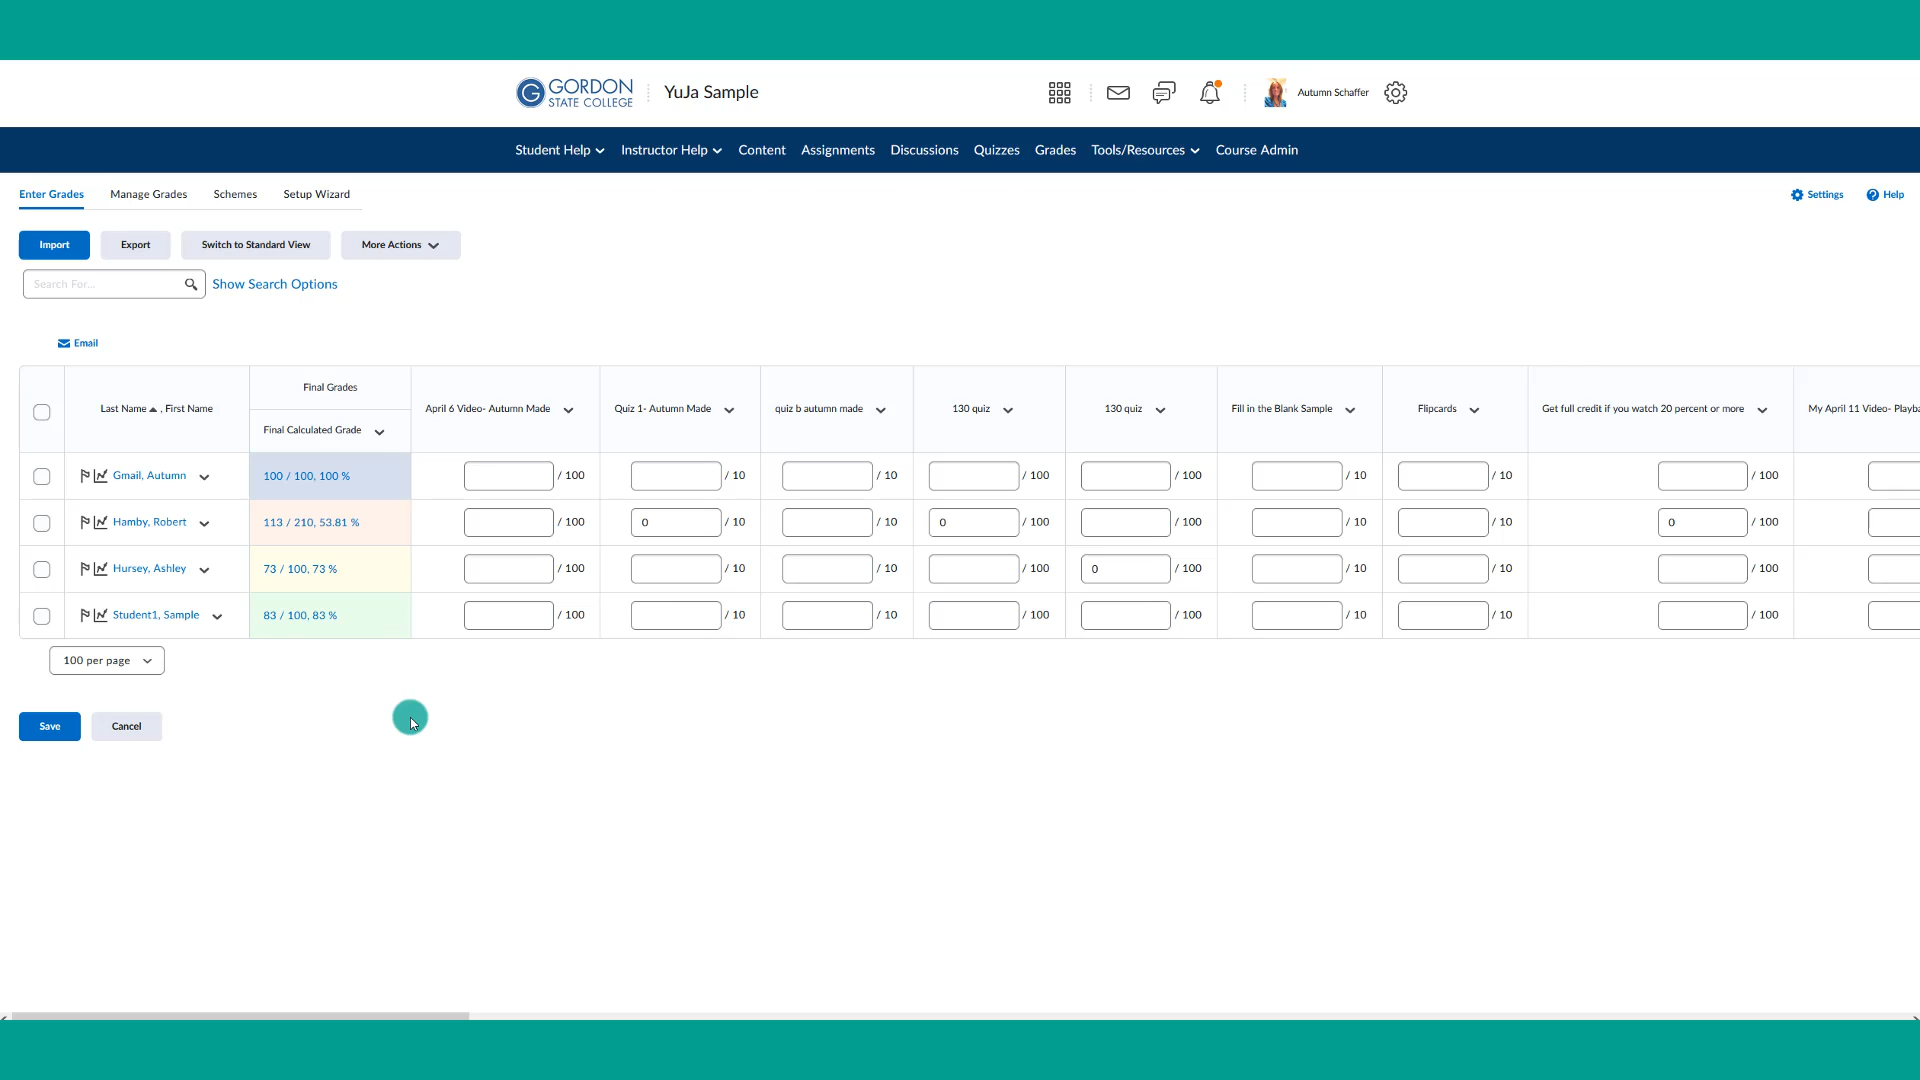 GORDON
STATE COLLEGE
YuJa Sample
Autumn Schaffer
Student Help Instructor Help Content Assignments Discussions Quizzes Grades Tools/Resources Course Admin
Enter Grades Manage Grades Schemes Setup Wizard Settings Help
Import Export Switch to Standard View More Actions
Search For... Show Search Options
Email
Final Grades
Last Name , First Name April 6 Video- Autumn Made Quiz 1- Autumn Made quiz b autumn made 130 quiz 130 quiz Fill in the Blank Sample Flipcards Get full credit if you watch 20 percent or more My April 11 Video- Playba
Final Calculated Grade
Gmail, Autumn 100 / 100, 100 % / 100 / 10 / 10 / 100 / 100 / 10 / 10 / 100
Hamby, Robert 113 / 210, 53.81 % / 100 0 / 10 / 10 0 / 100 / 100 / 10 / 10 0 / 100
Hursey, Ashley 73 / 100, 73 % / 100 / 10 / 10 / 100 0 / 100 / 10 / 10 / 100
Student1, Sample 83 / 100, 83 % / 100 / 10 / 10 / 100 / 100 / 10 / 10 / 100
100 per page
Save Cancel